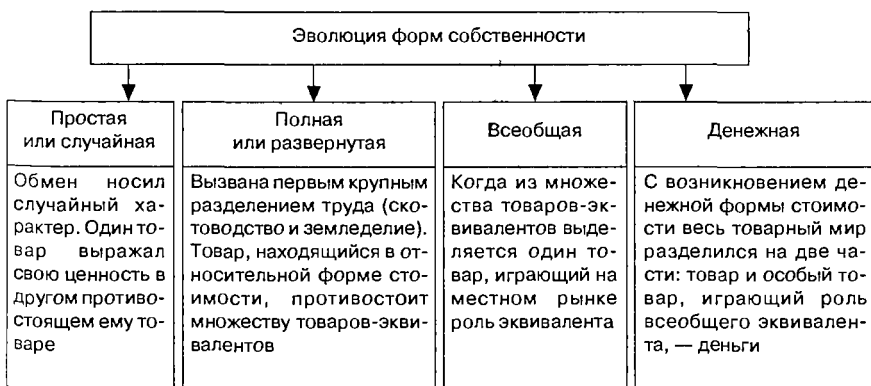 Эволюция форм собственности
Простая
или случайная
Обмен носил
случайный ха-
рактер. Один то-
вар выражал
свою ценность в
другом противо-
стоящем ему то-
варе
Полная
или развернутая
Вызвана первым крупным
разделением труда (ско-
товодство и земледелие).
Товар, находящийся в от-
носительной форме сто-
имости, противостоит
множеству товаров-экви-
валентов
Всеобщая
Когда из множе-
ства товаров-эк-
вивалентов выде-
ляется один то-
вар, играющий на
местном рынке
роль эквивалента
Денежная
С возникновением де-
нежной формы стоимо-
сти весь товарный мир
разделился на две ча-
сти: товар и особый то-
вар, играющий роль
всеобщего эквивален-
та, — деньги